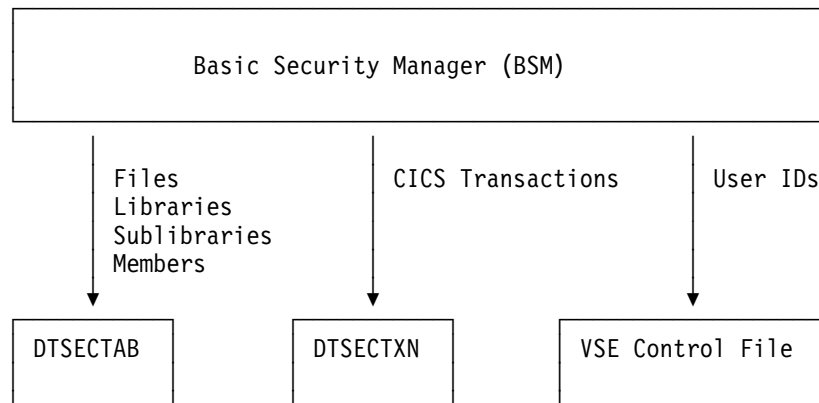 Basic Security Manager (BSM)
Files
Libraries
Sublibraries
Members
CICS Transactions
User IDs
DTSECTAB
DTSECTXN
VSE Control File